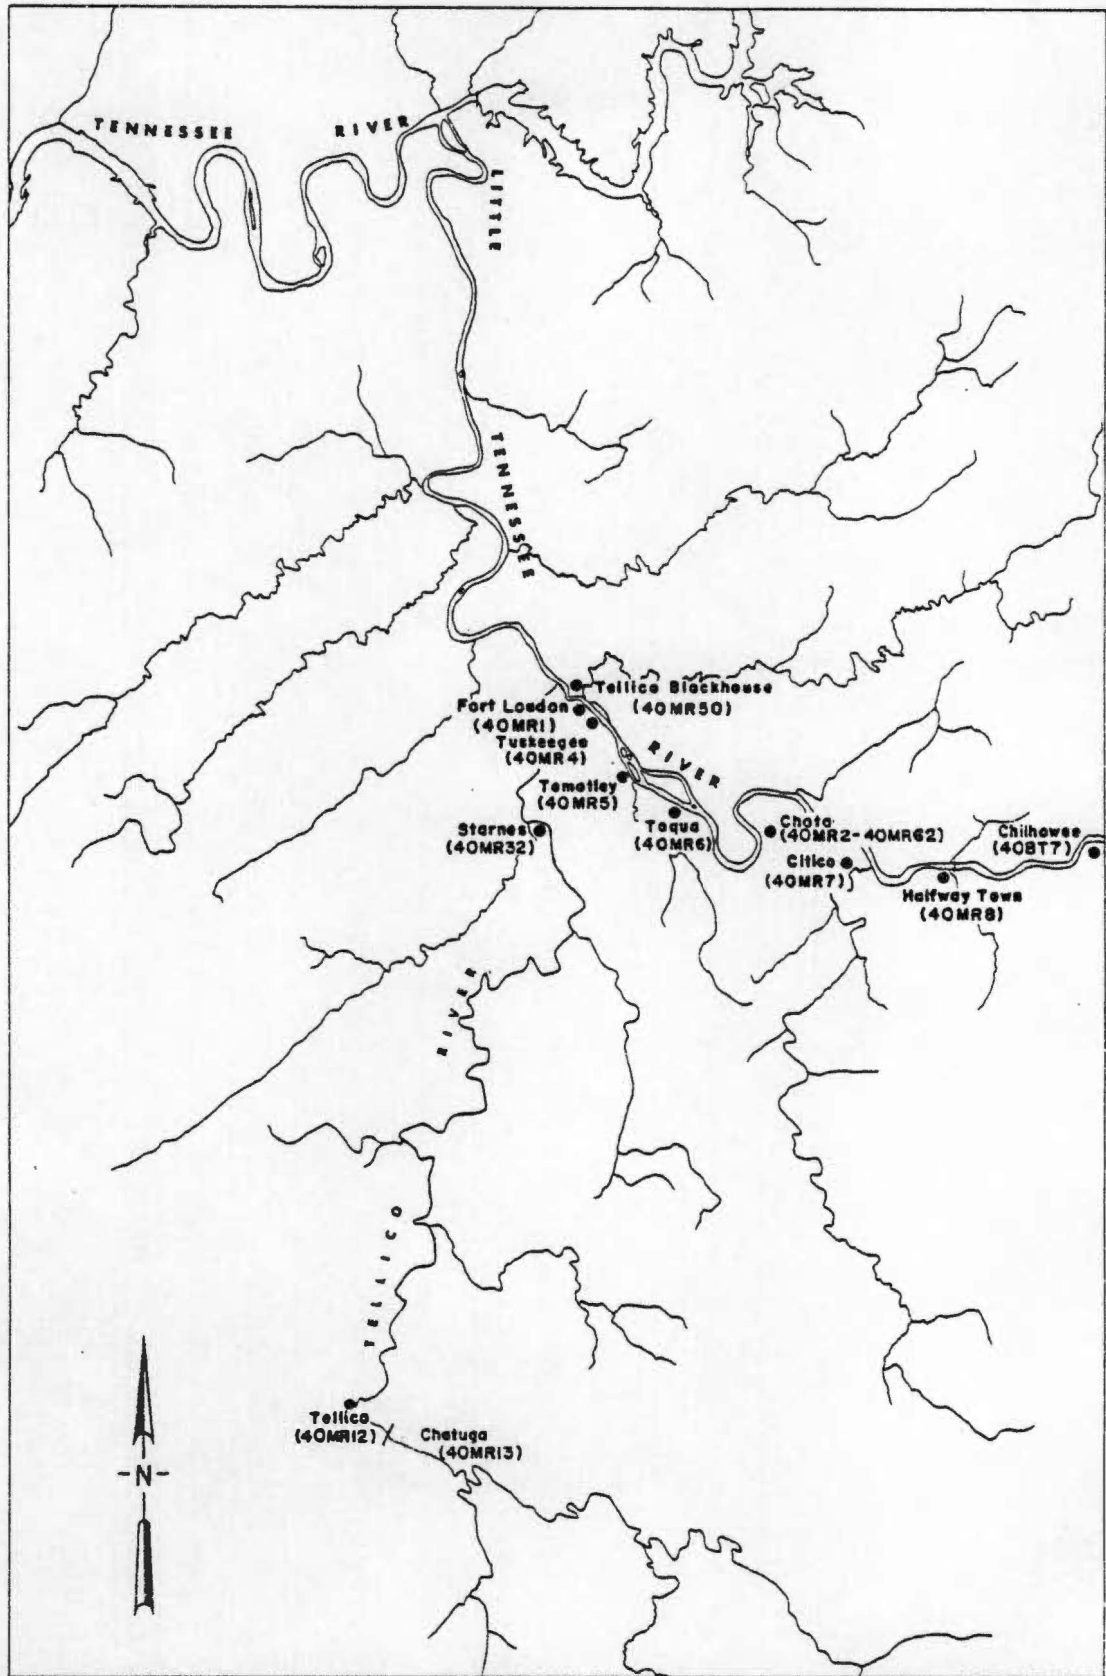 TENNESSEE RIVER
LITTLE
TENNESSEE
RIVER
Tellico Blockhouse
(40MR50)
Fort Loudon
(40MR1)
Tuskeegee
(40MR4)
Tomotley
(40MR5)
Toqua
(40MR6)
Starnes
(40MR32)
Chota
(40MR2-40MR62)
Citico
(40MR7)
Chilhowee
(40BT7)
Halfway Town
(40MR8)
RIVER
TELLICO
Tellico
(40MR12)
Chatuga
(40MR13)
-N-